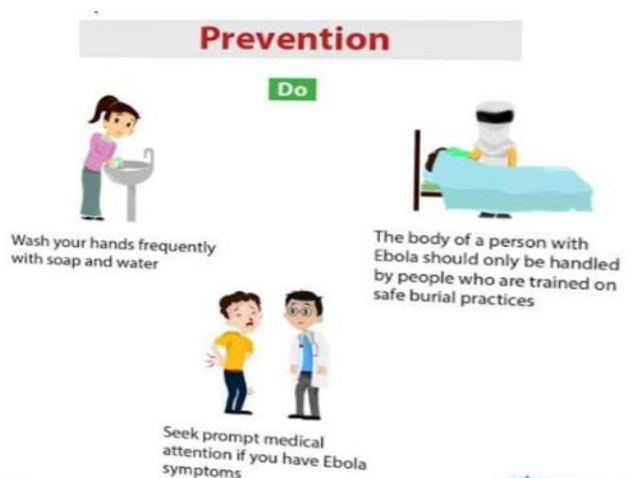 Prevention
Do
Wash your hands frequently
with soap and water
The body of a person with
Ebola should only be handled
by people who are trained on
safe burial practices
Seek prompt medical
attention if you have Ebola
symptoms